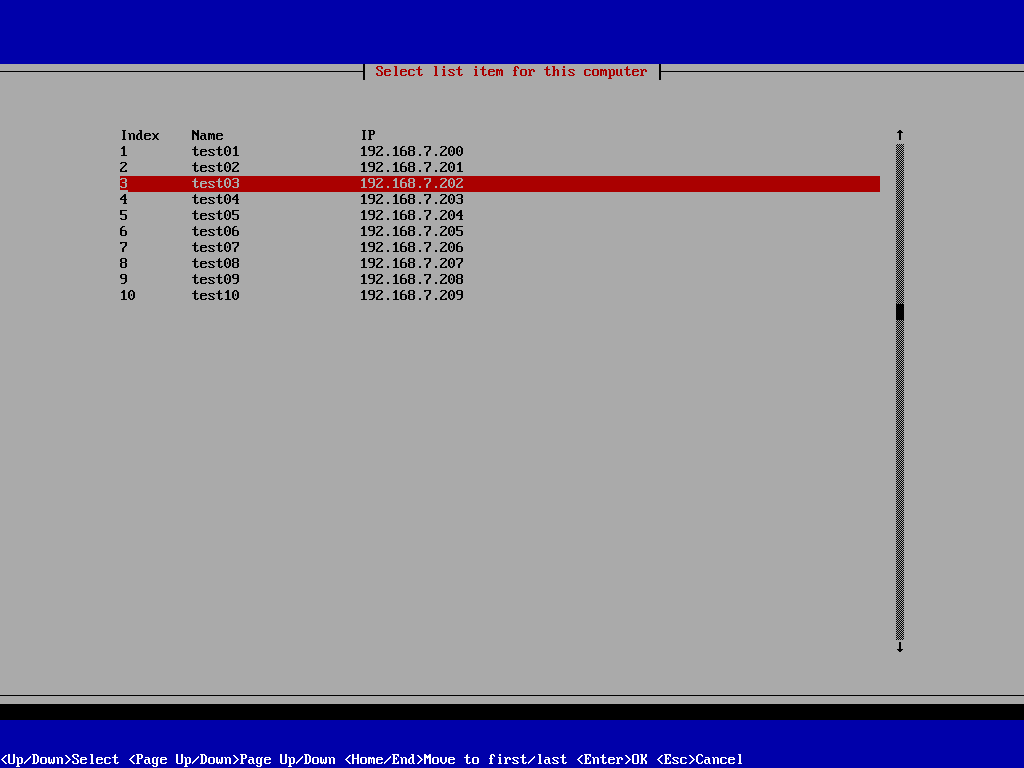 Select list item for this computer
Index Name IP
1 test01 192.168.7.200
2 test02 192.168.7.201
3 test03 192.168.7.202
4 test04 192.168.7.203
5 test05 192.168.7.204
6 test06 192.168.7.205
7 test07 192.168.7.206
8 test08 192.168.7.207
9 test09 192.168.7.208
10 test10 192.168.7.209
<Up/Down>Select <Page Up/Down>Page Up/Down <Home/End>Move to first/last <Enter>OK <Esc>Cancel